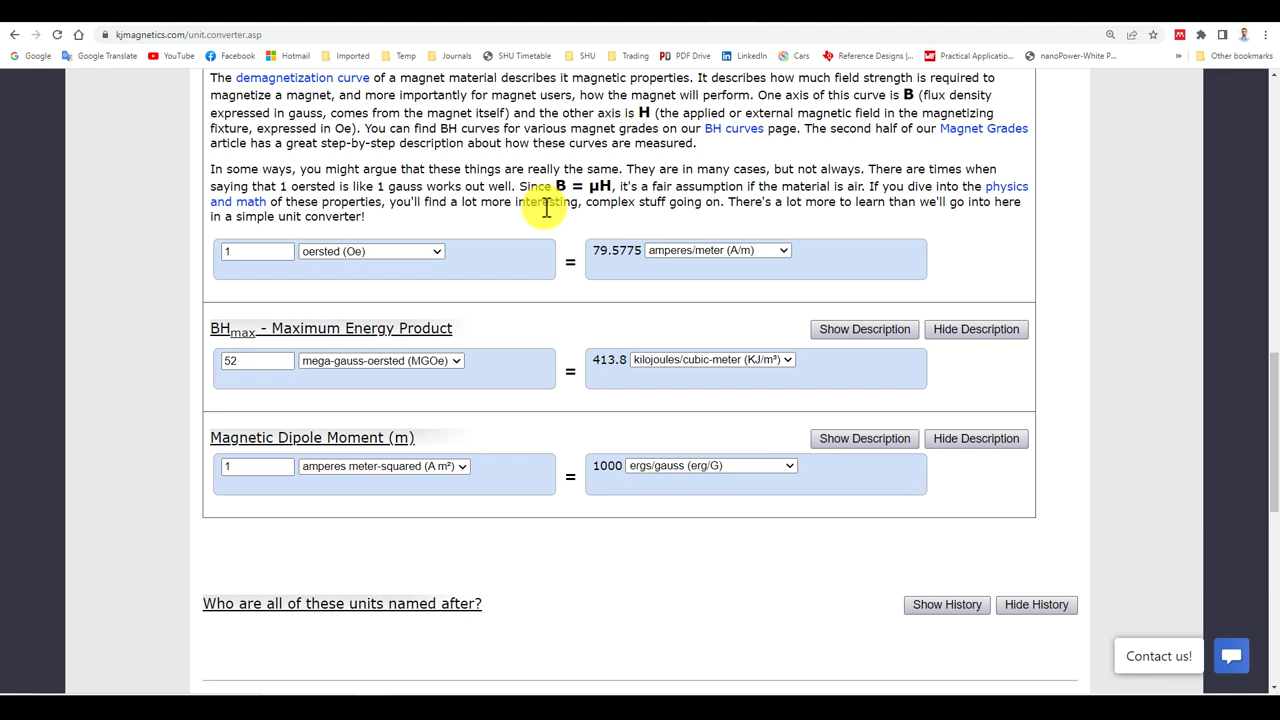 kjmagnetics.com/unit.converter.asp
Google Google Translate YouTube Facebook Hotmail Imported Temp Journals SHU Timetable SHU Trading PDF Drive LinkedIn Cars Reference Designs |... Practical Applicatio... nanoPower-White P... » Other bookmarks
The demagnetization curve of a magnet material describes it magnetic properties. It describes how much field strength is required to
magnetize a magnet, and more importantly for magnet users, how the magnet will perform. One axis of this curve is B (flux density
expressed in gauss, comes from the magnet itself) and the other axis is H (the applied or external magnetic field in the magnetizing
fixture, expressed in Oe). You can find BH curves for various magnet grades on our BH curves page. The second half of our Magnet Grades
article has a great step-by-step description about how these curves are measured.
In some ways, you might argue that these things are really the same. They are in many cases, but not always. There are times when
saying that 1 oersted is like 1 gauss works out well. Since B = µH, it's a fair assumption if the material is air. If you dive into the physics
and math of these properties, you'll find a lot more interesting, complex stuff going on. There's a lot more to learn than we'll go into here
in a simple unit converter!
1 oersted (Oe) = 79.5775 amperes/meter (A/m)
BHmax - Maximum Energy Product Show Description Hide Description
52 mega-gauss-oersted (MGOe) = 413.8 kilojoules/cubic-meter (KJ/m³)
Magnetic Dipole Moment (m) Show Description Hide Description
1 amperes meter-squared (A m²) = 1000 ergs/gauss (erg/G)
Who are all of these units named after? Show History Hide History
Contact us!